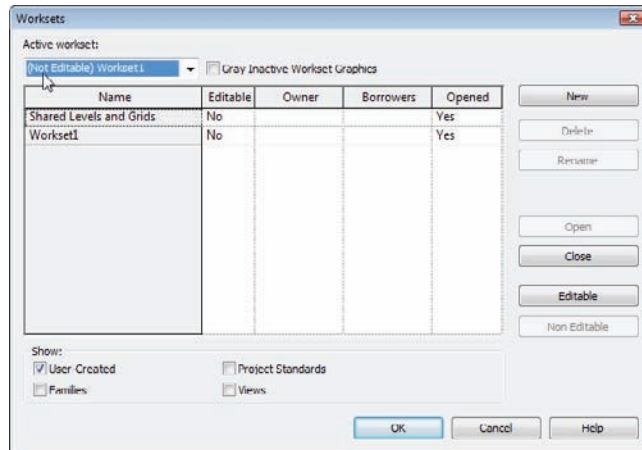 Worksets
Active workset:
(Not Editable) Workset1
Gray Inactive Workset Graphics
Name Editable Owner Borrowers Opened
Shared Levels and Grids No Yes
Workset1 No Yes
New
Delete
Rename
Open
Close
Editable
Non Editable
Show:
User-Created Project Standards
Families Views
OK Cancel Help